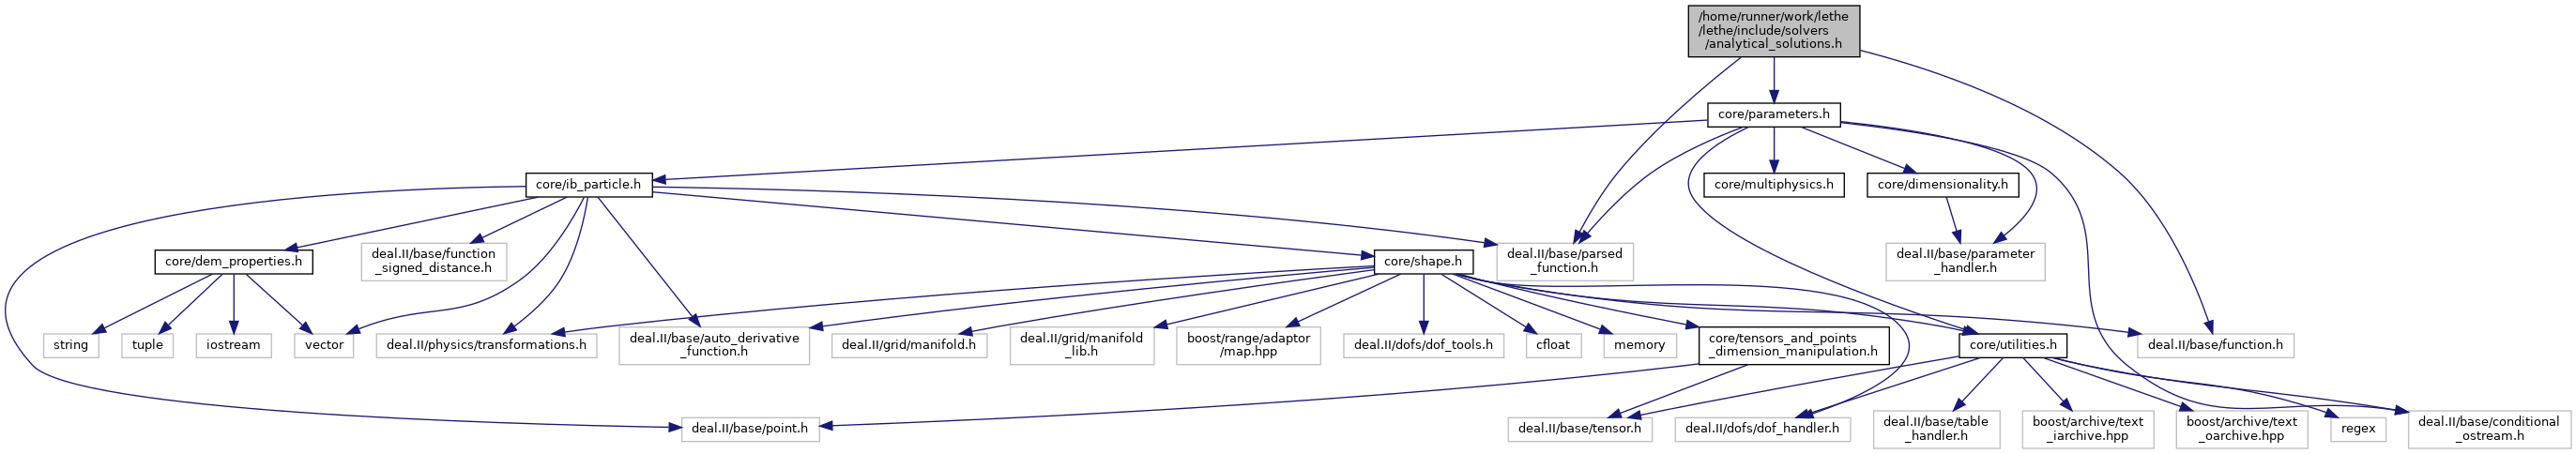 /home/runner/work/lethe
/lethe/include/solvers
/analytical_solutions.h
core/parameters.h
core/ib_particle.h
core/multiphysics.h
core/dimensionality.h
core/dem_properties.h
deal.II/base/function
_signed_distance.h
core/shape.h
deal.II/base/parsed
_function.h
deal.II/base/parameter
_handler.h
string
tuple
iostream
vector
deal.II/physics/transformations.h
deal.II/base/auto_derivative
_function.h
deal.II/grid/manifold.h
deal.II/grid/manifold
_lib.h
boost/range/adaptor
/map.hpp
deal.II/dofs/dof_tools.h
cfloat
memory
core/tensors_and_points
_dimension_manipulation.h
core/utilities.h
deal.II/base/function.h
deal.II/base/point.h
deal.II/base/tensor.h
deal.II/dofs/dof_handler.h
deal.II/base/table
_handler.h
boost/archive/text
_iarchive.hpp
boost/archive/text
_oarchive.hpp
regex
deal.II/base/conditional
_ostream.h